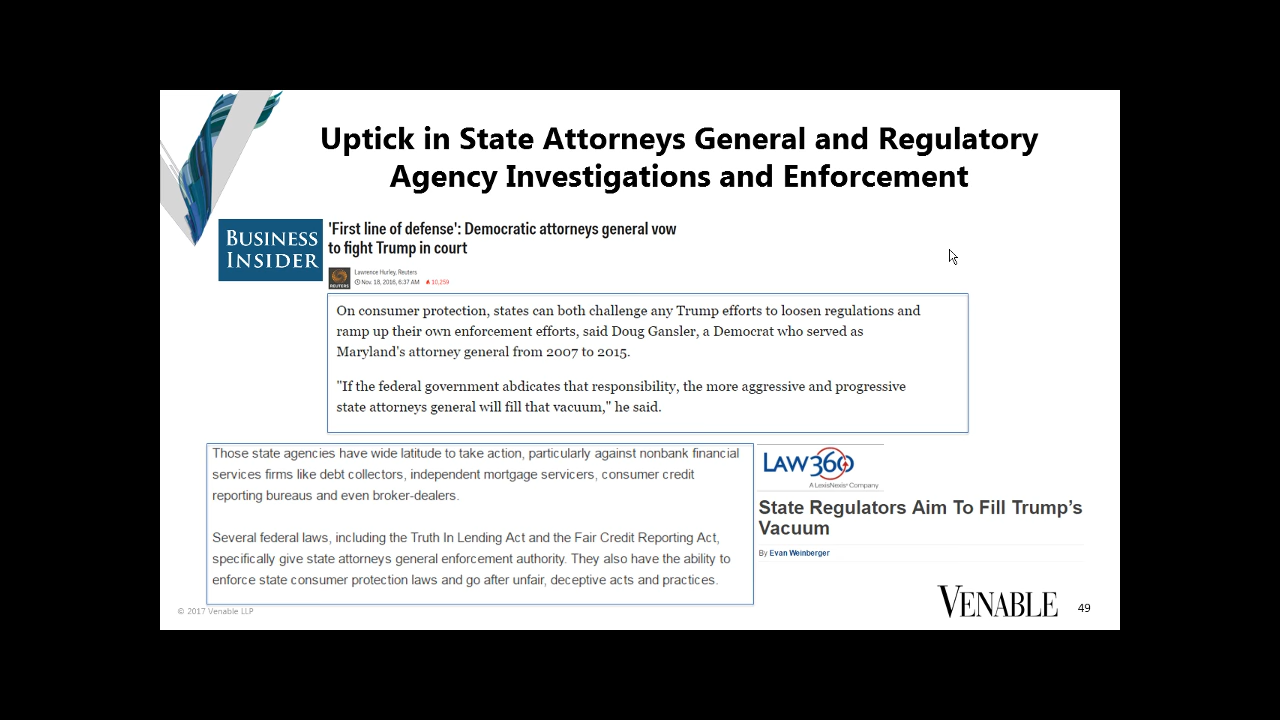 Uptick in State Attorneys General and Regulatory
Agency Investigations and Enforcement
BUSINESS
INSIDER
'First line of defense': Democratic attorneys general vow
to fight Trump in court
REUTERS
Lawrence Hurley, Reuters
Nov. 18, 2016, 6:37 AM 10,259
On consumer protection, states can both challenge any Trump efforts to loosen regulations and
ramp up their own enforcement efforts, said Doug Gansler, a Democrat who served as
Maryland's attorney general from 2007 to 2015.
"If the federal government abdicates that responsibility, the more aggressive and progressive
state attorneys general will fill that vacuum," he said.
Those state agencies have wide latitude to take action, particularly against nonbank financial
services firms like debt collectors, independent mortgage servicers, consumer credit
reporting bureaus and even broker-dealers.
Several federal laws, including the Truth In Lending Act and the Fair Credit Reporting Act,
specifically give state attorneys general enforcement authority. They also have the ability to
enforce state consumer protection laws and go after unfair, deceptive acts and practices.
LAW360
A LexisNexis® Company
State Regulators Aim To Fill Trump's
Vacuum
By Evan Weinberger
© 2017 Venable LLP
VENABLE
49